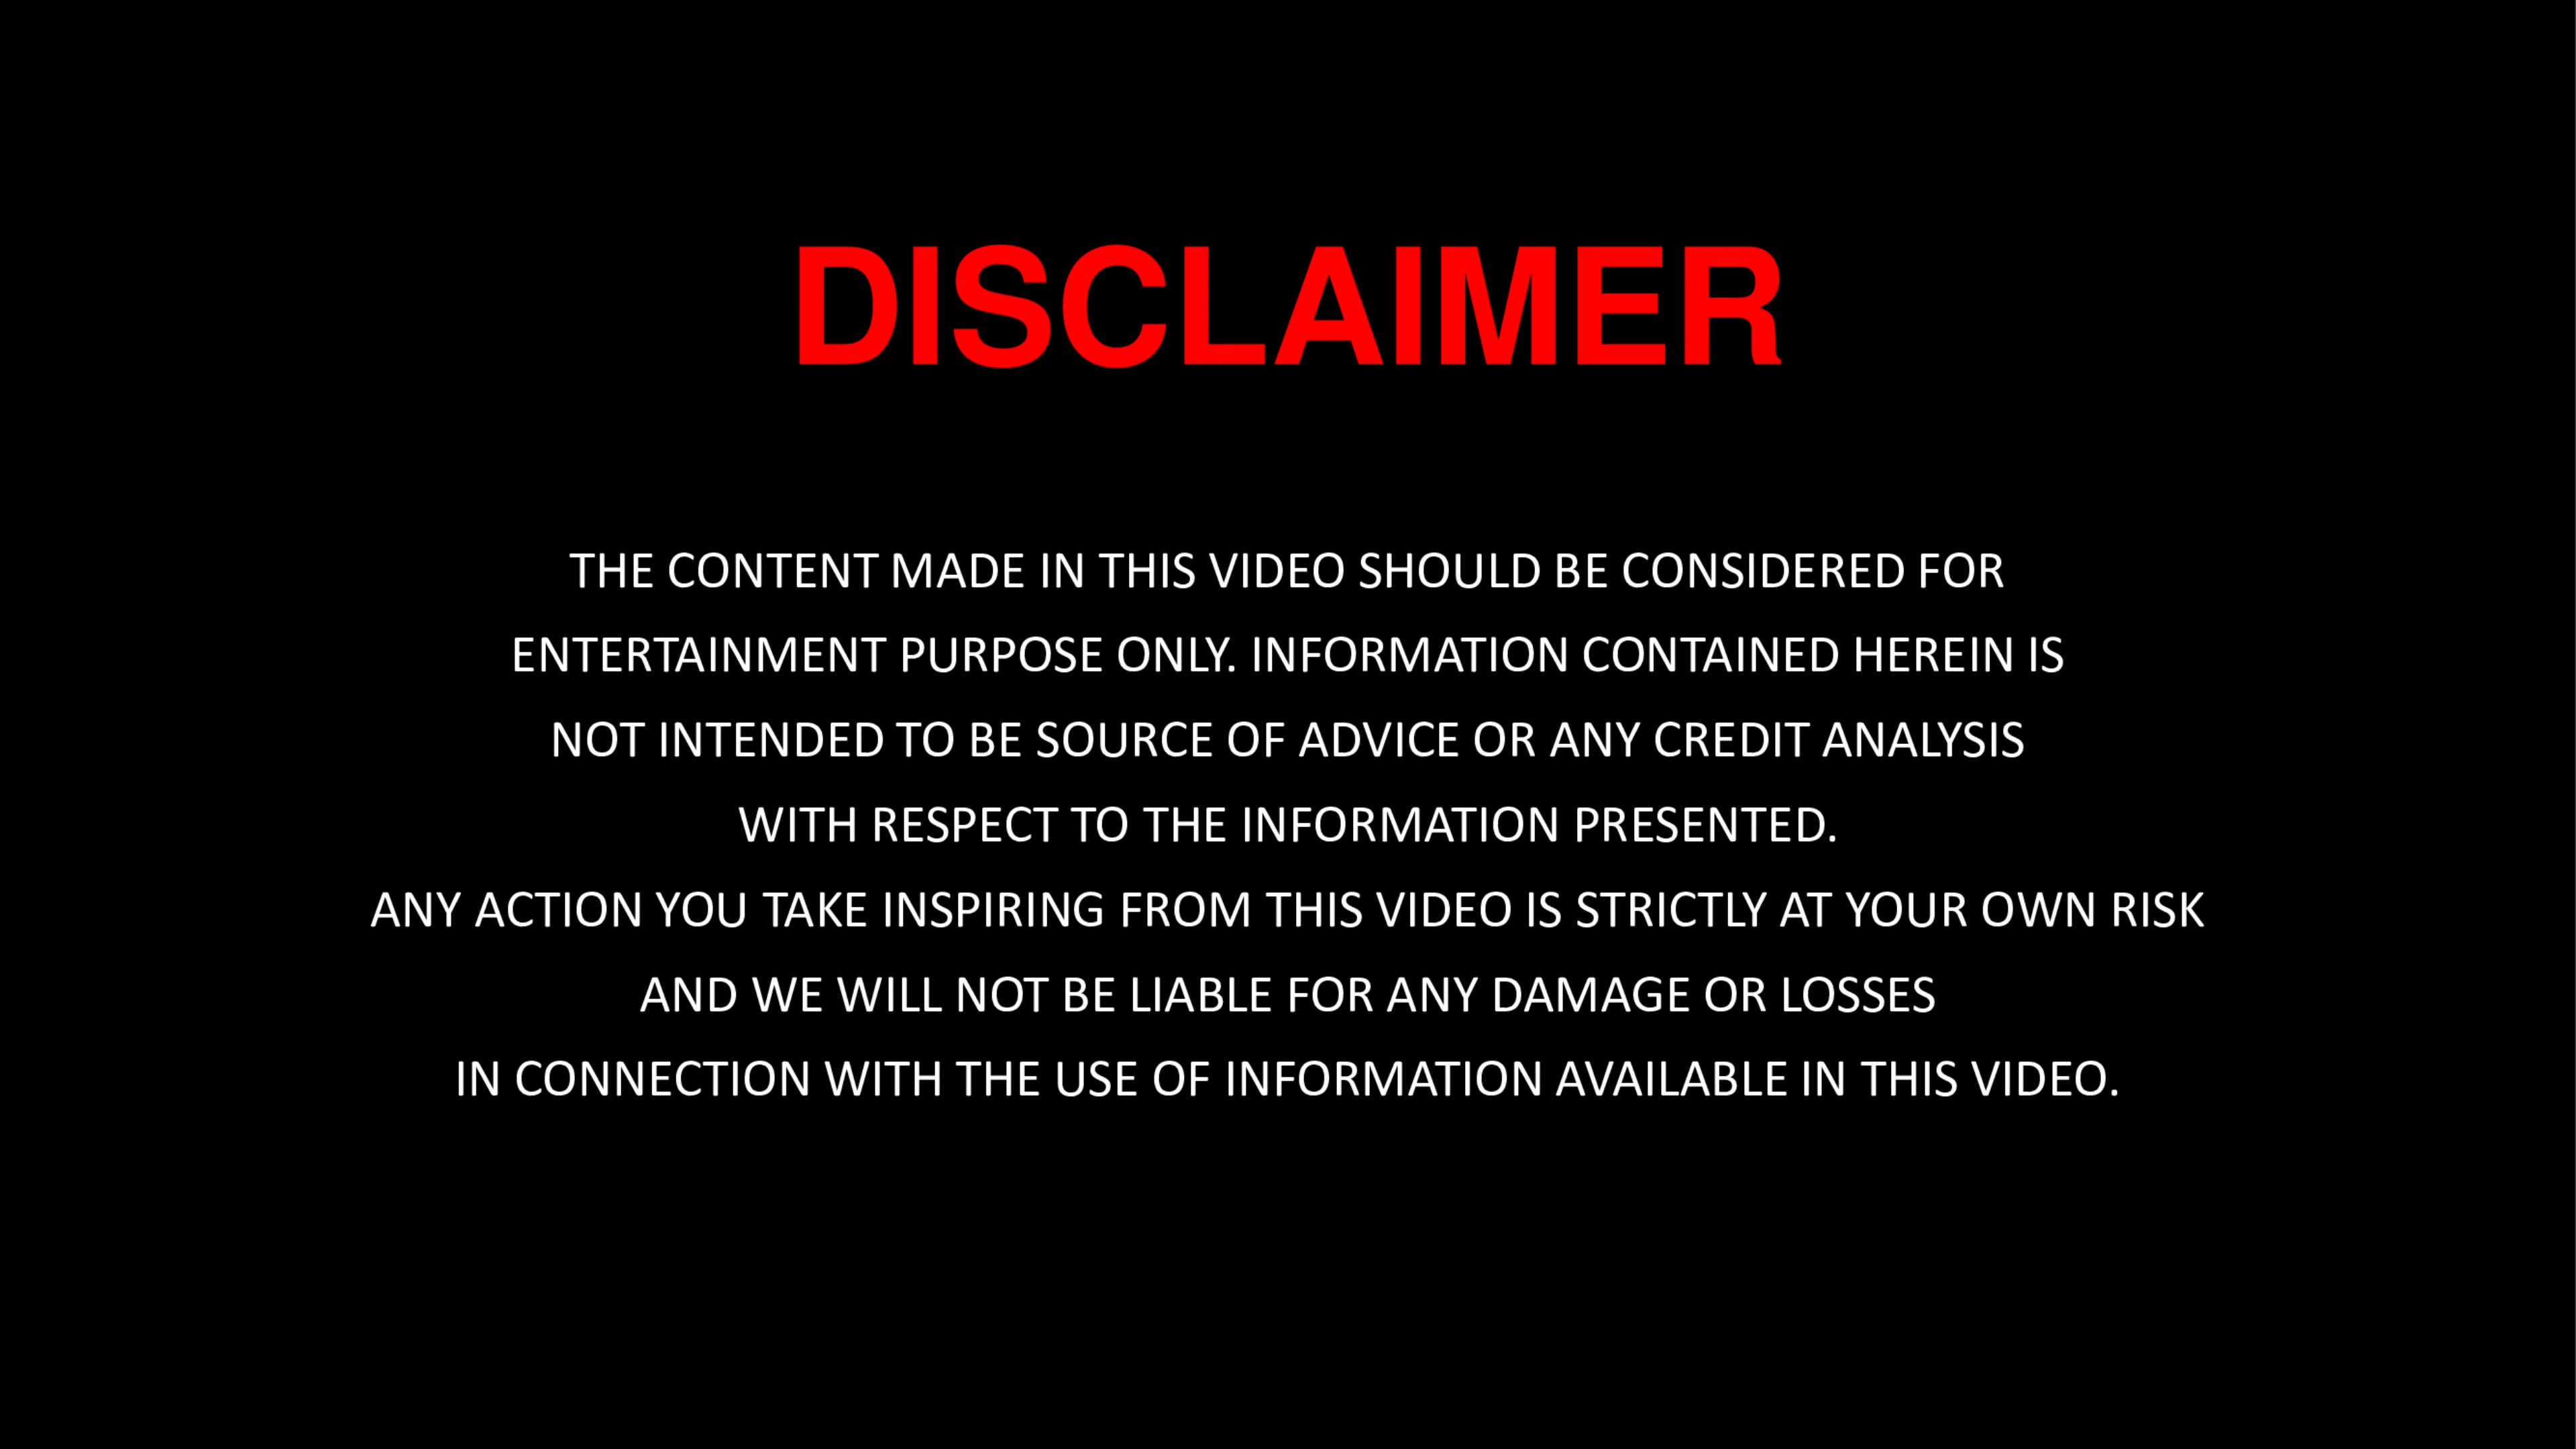 DISCLAIMER
THE CONTENT MADE IN THIS VIDEO SHOULD BE CONSIDERED FOR
ENTERTAINMENT PURPOSE ONLY. INFORMATION CONTAINED HEREIN IS
NOT INTENDED TO BE SOURCE OF ADVICE OR ANY CREDIT ANALYSIS
WITH RESPECT TO THE INFORMATION PRESENTED.
ANY ACTION YOU TAKE INSPIRING FROM THIS VIDEO IS STRICTLY AT YOUR OWN RISK
AND WE WILL NOT BE LIABLE FOR ANY DAMAGE OR LOSSES
IN CONNECTION WITH THE USE OF INFORMATION AVAILABLE IN THIS VIDEO.